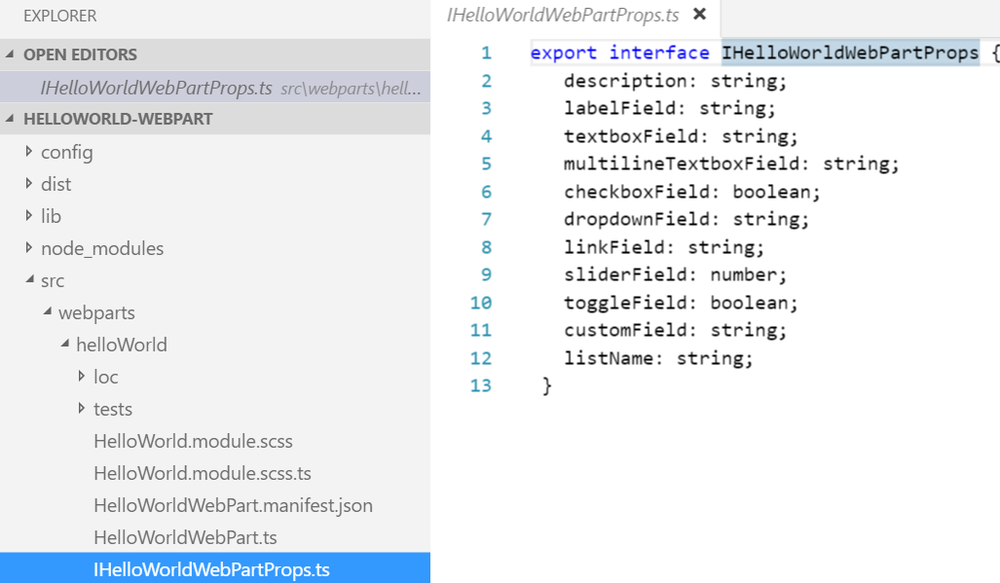 EXPLORER
OPEN EDITORS
IHelloWorldWebPartProps.ts src\webparts\hell...
HELLOWORLD-WEBPART
config
dist
lib
node_modules
src
webparts
helloWorld
loc
tests
HelloWorld.module.scss
HelloWorld.module.scss.ts
HelloWorldWebPart.manifest.json
HelloWorldWebPart.ts
IHelloWorldWebPartProps.ts
IHelloWorldWebPartProps.ts ✕
1 export interface IHelloWorldWebPartProps {
2 description: string;
3 labelField: string;
4 textboxField: string;
5 multilineTextboxField: string;
6 checkboxField: boolean;
7 dropdownField: string;
8 linkField: string;
9 sliderField: number;
10 toggleField: boolean;
11 customField: string;
12 listName: string;
13 }